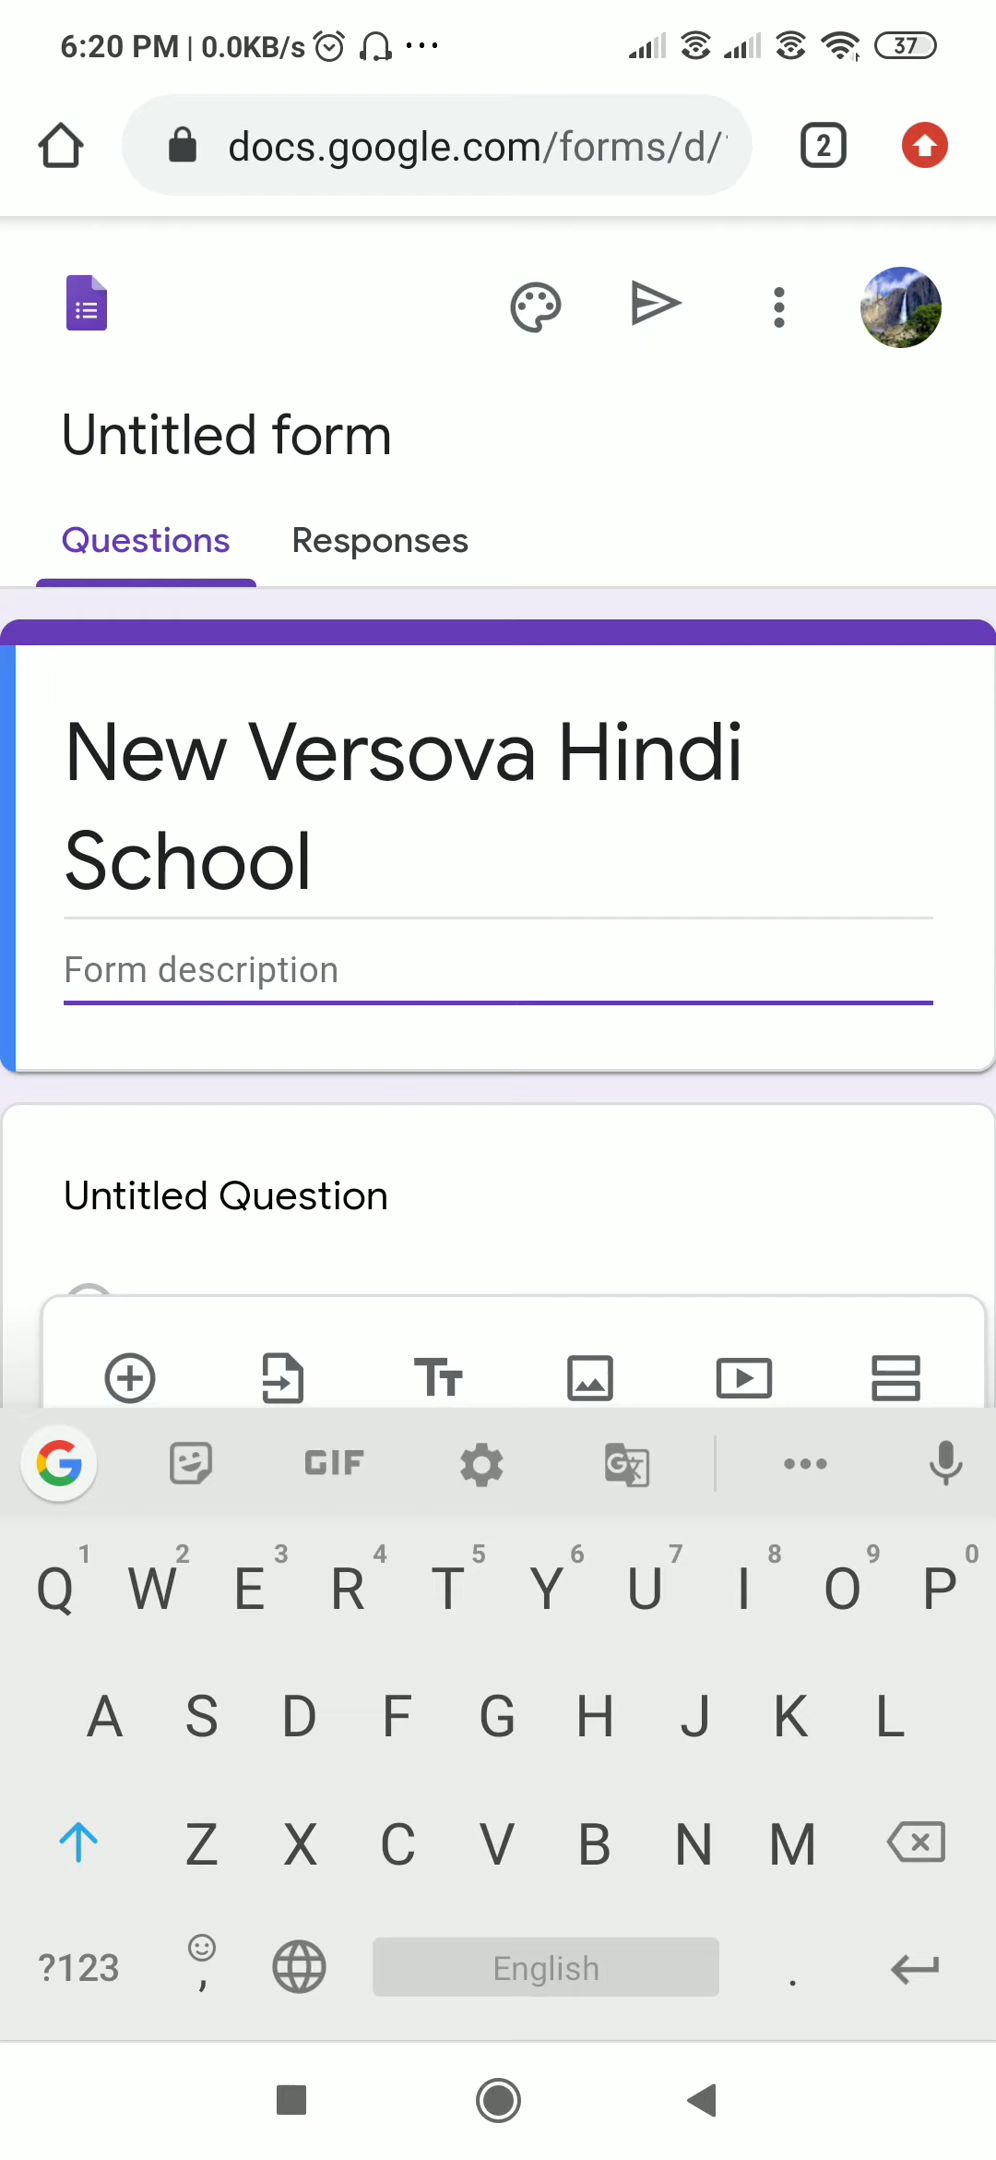 6:20 PM | 0.0KB/s ...
37
docs.google.com/forms/d/
2
Untitled form
Questions Responses
New Versova Hindi
School
Form description
Untitled Question
GIF
1 2 3 4 5 6 7 8 9 0
Q W E R T Y U I O P
A S D F G H J K L
Z X C V B N M
?123 , English .